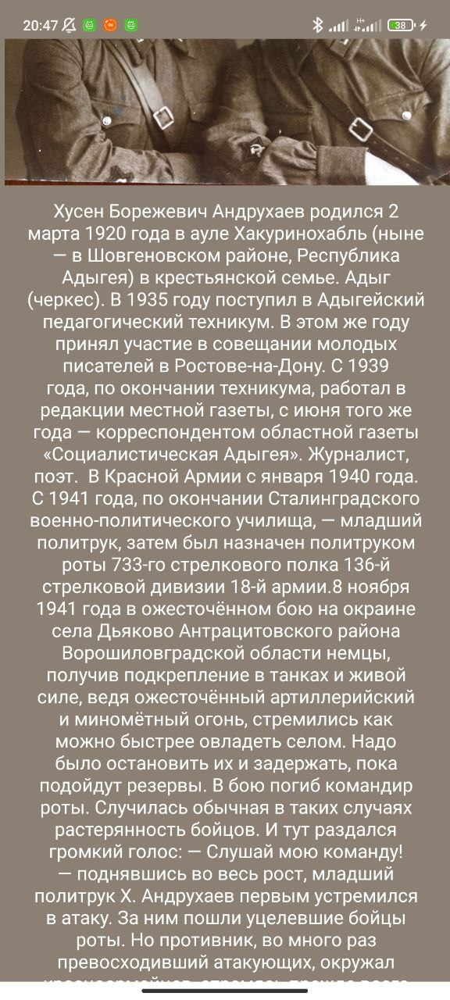 20:47
H+
38
Хусен Борежевич Андрухаев родился 2
марта 1920 года в ауле Хакуринохабль (ныне
— в Шовгеновском районе, Республика
Адыгея) в крестьянской семье. Адыг
(черкес). В 1935 году поступил в Адыгейский
педагогический техникум. В этом же году
принял участие в совещании молодых
писателей в Ростове-на-Дону. С 1939
года, по окончании техникума, работал в
редакции местной газеты, с июня того же
года — корреспондентом областной газеты
«Социалистическая Адыгея». Журналист,
поэт.  В Красной Армии с января 1940 года.
С 1941 года, по окончании Сталинградского
военно-политического училища, — младший
политрук, затем был назначен политруком
роты 733-го стрелкового полка 136-й
стрелковой дивизии 18-й армии.8 ноября
1941 года в ожесточённом бою на окраине
села Дьяково Антрацитовского района
Ворошиловградской области немцы,
получив подкрепление в танках и живой
силе, ведя ожесточённый артиллерийский
и миномётный огонь, стремились как
можно быстрее овладеть селом. Надо
было остановить их и задержать, пока
подойдут резервы. В бою погиб командир
роты. Случилась обычная в таких случаях
растерянность бойцов. И тут раздался
громкий голос: — Слушай мою команду!
— поднявшись во весь рост, младший
политрук Х. Андрухаев первым устремился
в атаку. За ним пошли уцелевшие бойцы
роты. Но противник, во много раз
превосходивший атакующих, окружал